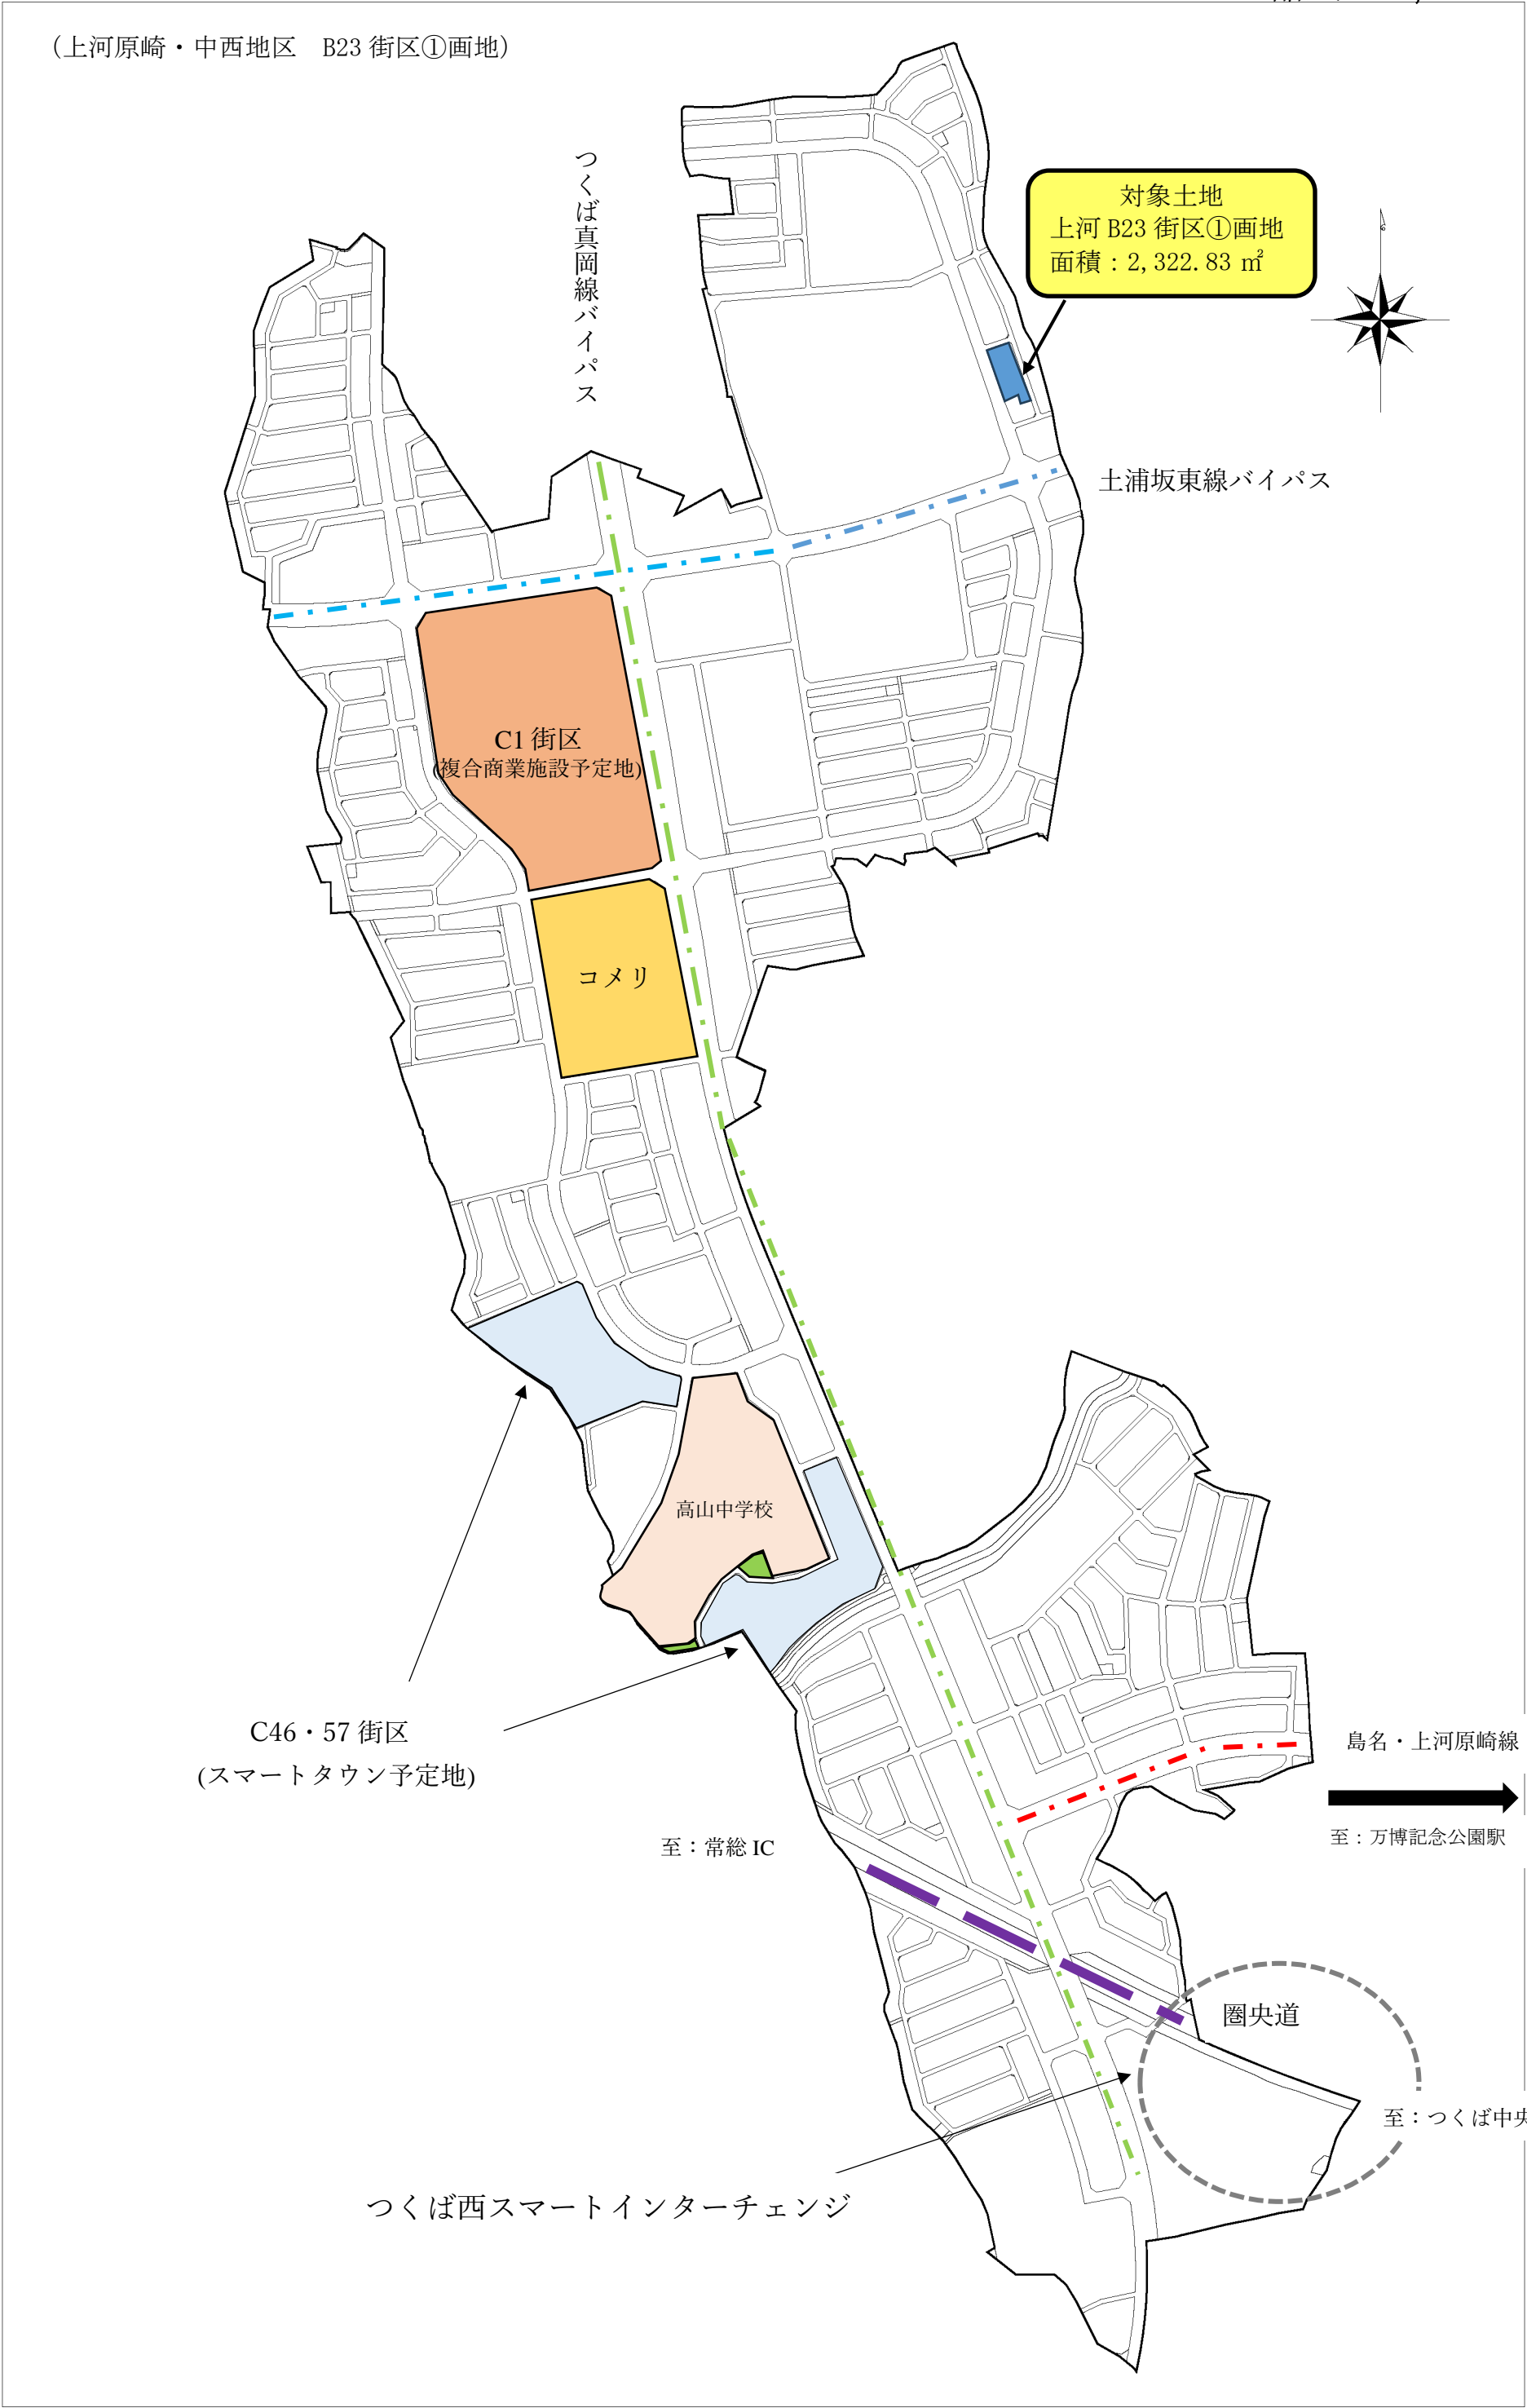 （上河原崎・中西地区　B23 街区①画地）
つくば真岡線バイパス
対象土地
上河 B23 街区①画地
面積：2,322.83 ㎡
土浦坂東線バイパス
C1 街区
(複合商業施設予定地)
コメリ
高山中学校
C46・57 街区
(スマートタウン予定地)
島名・上河原崎線
至：万博記念公園駅
至：常総 IC
圏央道
至：つくば中央
つくば西スマートインターチェンジ